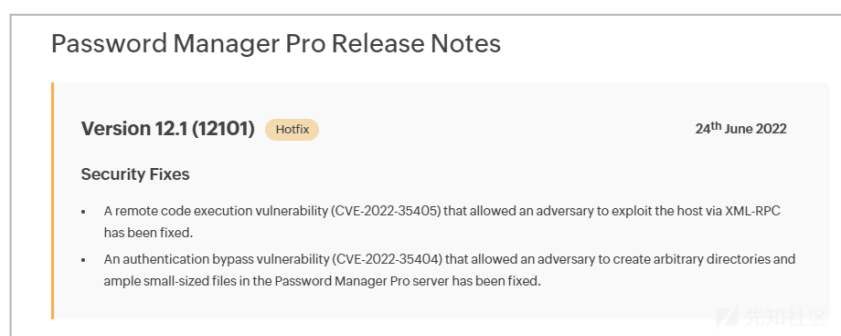 Password Manager Pro Release Notes
Version 12.1 (12101) Hotfix 24th June 2022
Security Fixes
• A remote code execution vulnerability (CVE-2022-35405) that allowed an adversary to exploit the host via XML-RPC
has been fixed.
• An authentication bypass vulnerability (CVE-2022-35404) that allowed an adversary to create arbitrary directories and
ample small-sized files in the Password Manager Pro server has been fixed.
先知社区